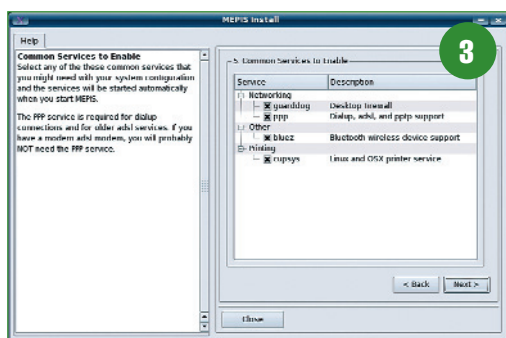 MEPIS Install
3
Help
Common Services to Enable
Select any of the these common services that
you might need with your system configuration
and the services will be started automatically
when you start MEPIS.
The PPP service is required for dialup
connections and for older adsl services. If you
have a modern adsl modem, you will probably
NOT need the PPP service.
5. Common Services to Enable
Service Description
Networking
guarddog Desktop firewall
ppp Dialup, adsl, and pptp support
Other
bluez Bluetooth wireless device support
Printing
cupsys Linux and OSX printer service
< Back Next >
Close